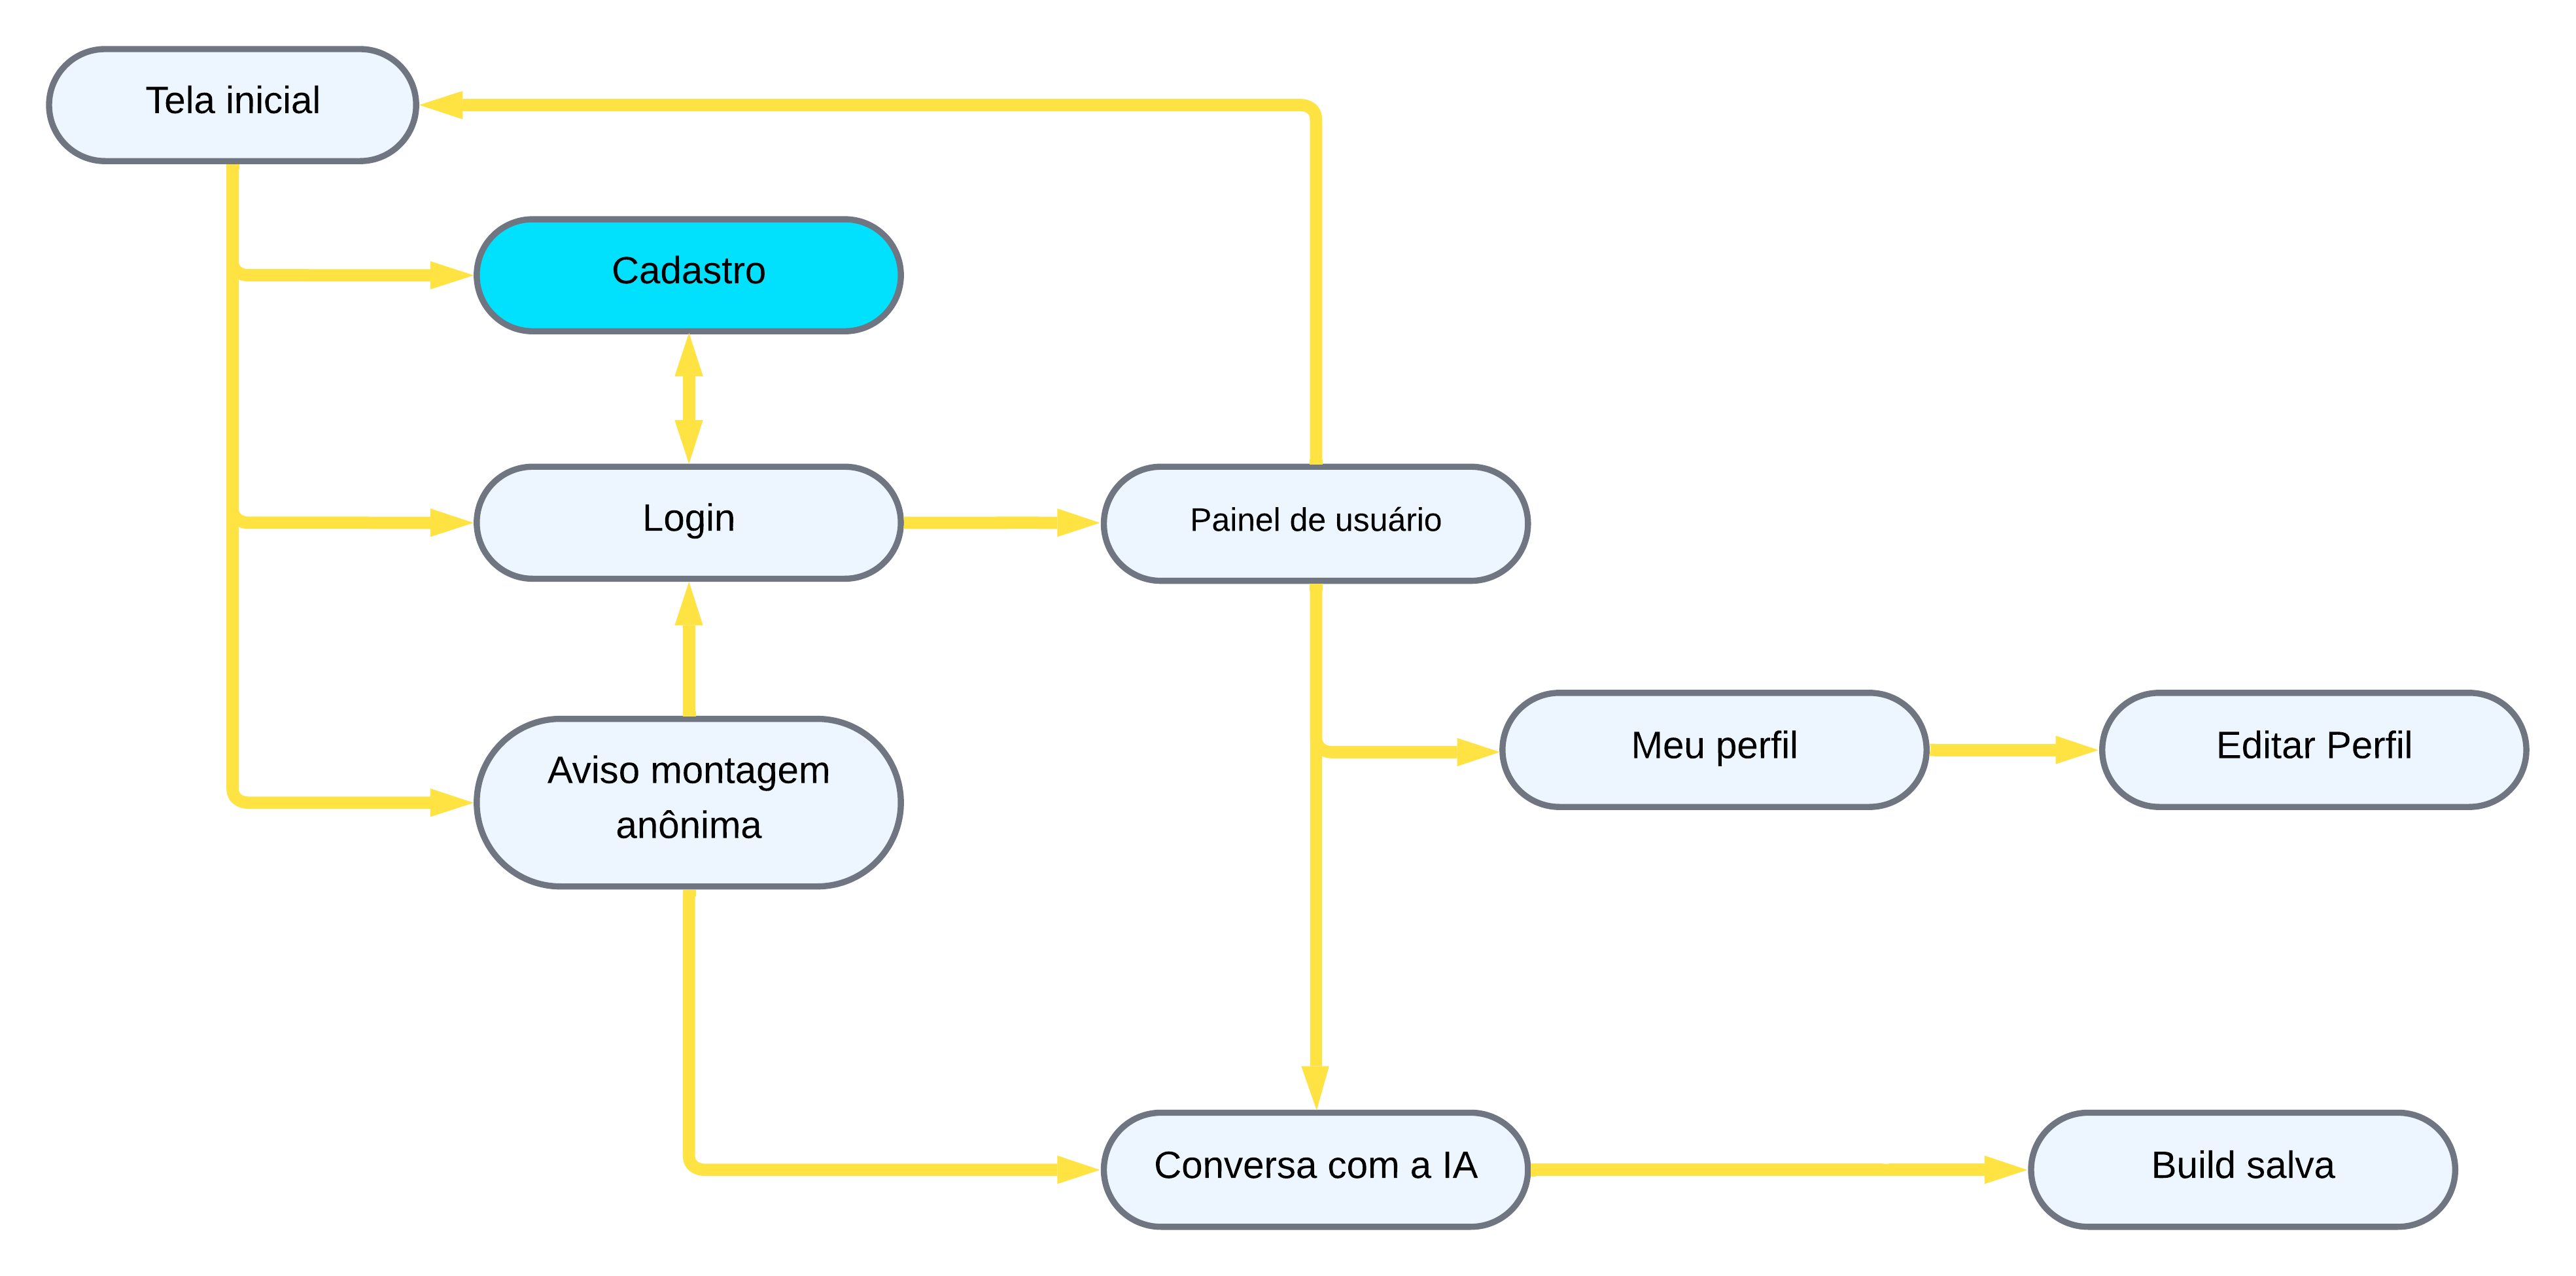 Tela inicial
Cadastro
Login
Painel de usuário
Aviso montagem
anônima
Meu perfil
Editar Perfil
Conversa com a IA
Build salva